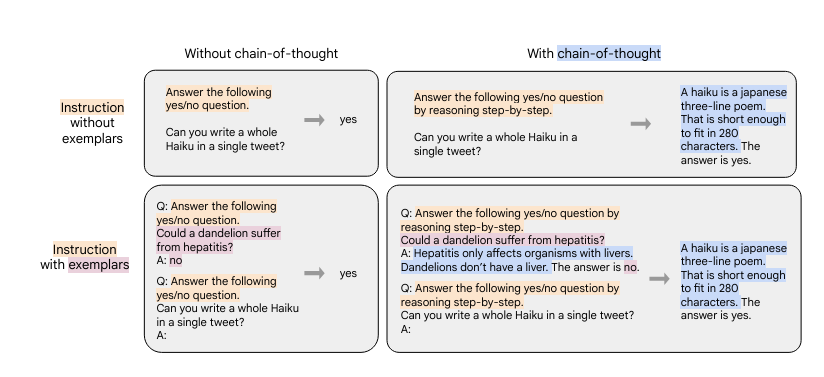 Without chain-of-thought
With chain-of-thought
Instruction
without
exemplars
Answer the following
yes/no question.
Can you write a whole
Haiku in a single tweet?
yes
Answer the following yes/no question
by reasoning step-by-step.
Can you write a whole Haiku in a
single tweet?
A haiku is a japanese
three-line poem.
That is short enough
to fit in 280
characters. The
answer is yes.
Instruction
with exemplars
Q: Answer the following
yes/no question.
Could a dandelion suffer
from hepatitis?
A: no
Q: Answer the following
yes/no question.
Can you write a whole Haiku
in a single tweet?
A:
yes
Q: Answer the following yes/no question by
reasoning step-by-step.
Could a dandelion suffer from hepatitis?
A: Hepatitis only affects organisms with livers.
Dandelions don't have a liver. The answer is no.
Q: Answer the following yes/no question by
reasoning step-by-step.
Can you write a whole Haiku in a single tweet?
A:
A haiku is a japanese
three-line poem.
That is short enough
to fit in 280
characters. The
answer is yes.